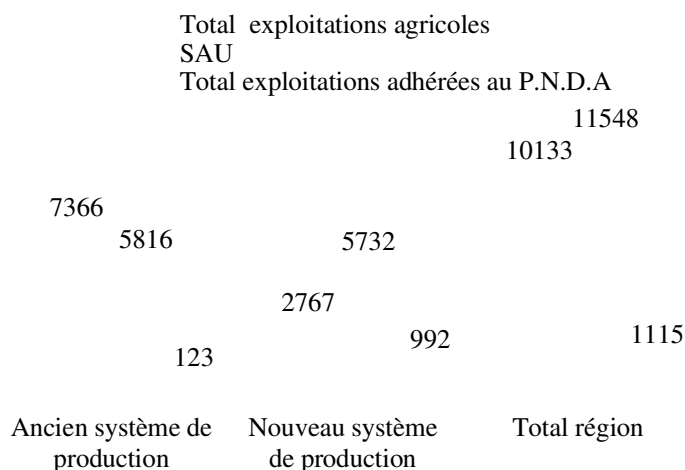 Total exploitations agricoles
SAU
Total exploitations adhérées au P.N.D.A
11548
10133
7366
5816
5732
2767
992
1115
123
Ancien système de
production
Nouveau système
de production
Total région